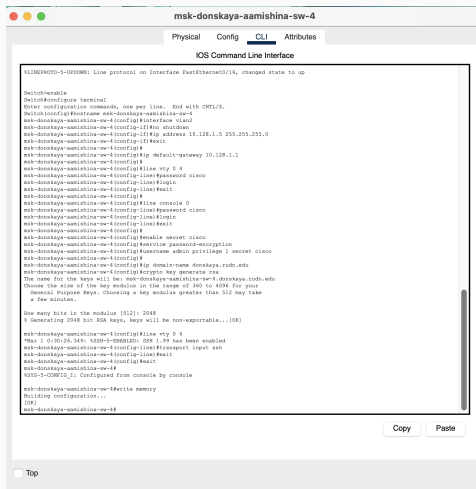 msk-donskaya-aamishina-sw-4
Physical Config CLI Attributes
IOS Command Line Interface
%LINEPROTO-5-UPDOWN: Line protocol on Interface FastEthernet0/16, changed state to up
Switch>enable
Switch#configure terminal
Enter configuration commands, one per line. End with CNTL/Z.
Switch(config)#hostname msk-donskaya-aamishina-sw-4
msk-donskaya-aamishina-sw-4(config)#interface vlan2
msk-donskaya-aamishina-sw-4(config-if)#no shutdown
msk-donskaya-aamishina-sw-4(config-if)#ip address 10.128.1.5 255.255.255.0
msk-donskaya-aamishina-sw-4(config-if)#exit
msk-donskaya-aamishina-sw-4(config)#
msk-donskaya-aamishina-sw-4(config)#ip default-gateway 10.128.1.1
msk-donskaya-aamishina-sw-4(config)#
msk-donskaya-aamishina-sw-4(config)#line vty 0 4
msk-donskaya-aamishina-sw-4(config-line)#password cisco
msk-donskaya-aamishina-sw-4(config-line)#login
msk-donskaya-aamishina-sw-4(config-line)#exit
msk-donskaya-aamishina-sw-4(config)#
msk-donskaya-aamishina-sw-4(config)#line console 0
msk-donskaya-aamishina-sw-4(config-line)#password cisco
msk-donskaya-aamishina-sw-4(config-line)#login
msk-donskaya-aamishina-sw-4(config-line)#exit
msk-donskaya-aamishina-sw-4(config)#
msk-donskaya-aamishina-sw-4(config)#enable secret cisco
msk-donskaya-aamishina-sw-4(config)#service password-encryption
msk-donskaya-aamishina-sw-4(config)#username admin privilege 1 secret cisco
msk-donskaya-aamishina-sw-4(config)#
msk-donskaya-aamishina-sw-4(config)#ip domain-name donskaya.rudn.edu
msk-donskaya-aamishina-sw-4(config)#crypto key generate rsa
The name for the keys will be: msk-donskaya-aamishina-sw-4.donskaya.rudn.edu
Choose the size of the key modulus in the range of 360 to 4096 for your
General Purpose Keys. Choosing a key modulus greater than 512 may take
a few minutes.
How many bits in the modulus [512]: 2048
% Generating 2048 bit RSA keys, keys will be non-exportable...[OK]
msk-donskaya-aamishina-sw-4(config)#line vty 0 4
*Mar 1 0:30:26.349: %SSH-5-ENABLED: SSH 1.99 has been enabled
msk-donskaya-aamishina-sw-4(config-line)#transport input ssh
msk-donskaya-aamishina-sw-4(config-line)#exit
msk-donskaya-aamishina-sw-4(config)#exit
msk-donskaya-aamishina-sw-4#
%SYS-5-CONFIG_I: Configured from console by console
msk-donskaya-aamishina-sw-4#write memory
Building configuration...
[OK]
msk-donskaya-aamishina-sw-4#
Copy Paste
Top